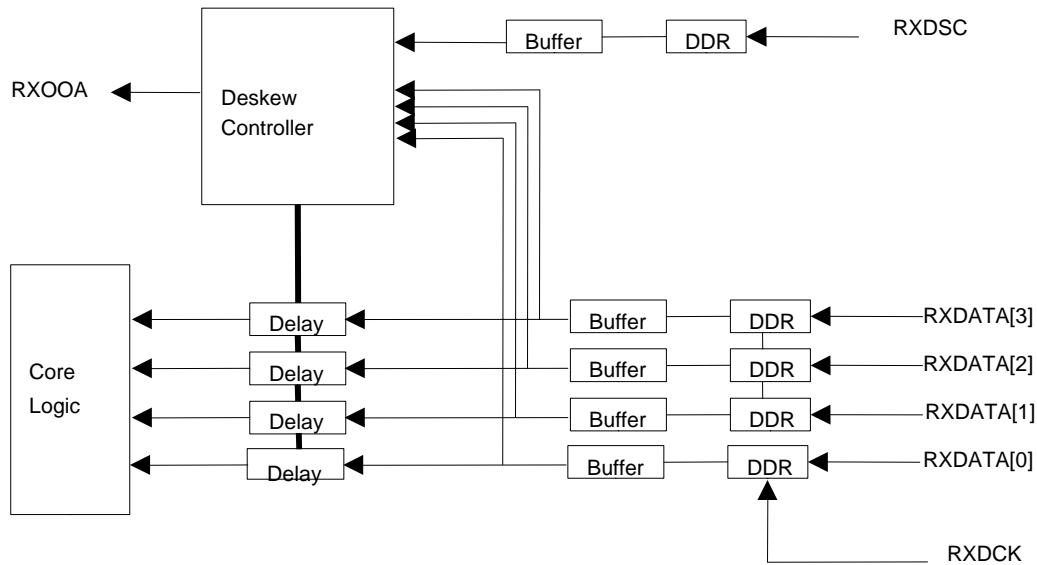 RXDSC
Buffer
DDR
RXOOA
Deskew
Controller
Delay
Buffer
DDR
RXDATA[3]
Core
Logic
Delay
Buffer
DDR
RXDATA[2]
Delay
Buffer
DDR
RXDATA[1]
Delay
Buffer
DDR
RXDATA[0]
RXDCK